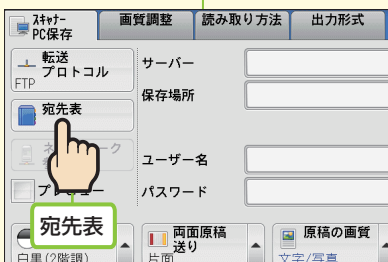 スキャナー
PC保存
画質調整
読み取り方法
出力形式
転送
プロトコル
FTP
サーバー
保存場所
宛先表
ユーザー名
パスワード
宛先表
白黒(2階調)
両面原稿
送り
片面
原稿の画質
文字/写真